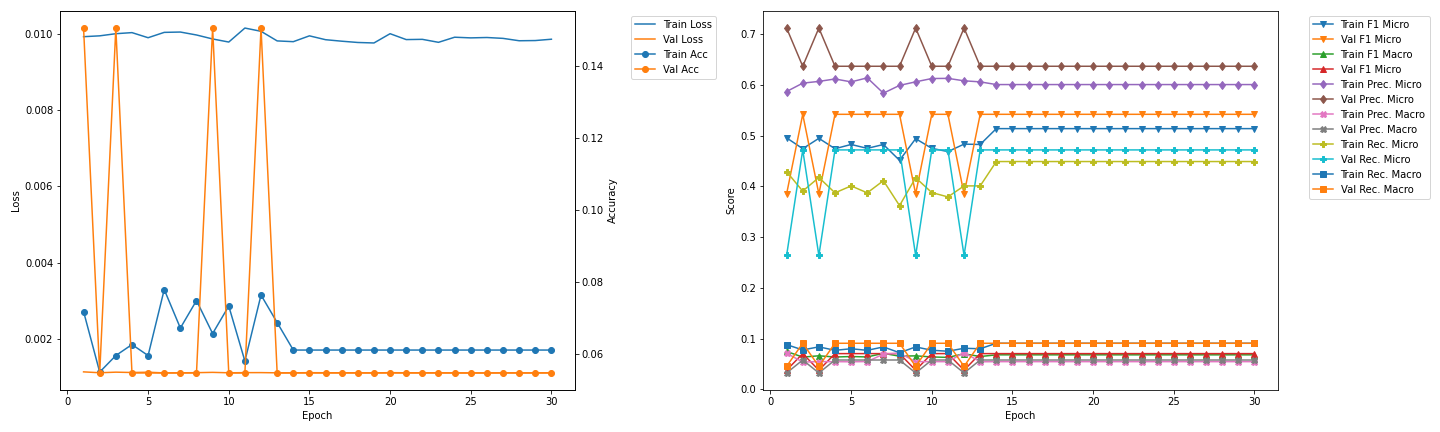 0.010
0.008
0.006
0.004
0.002
Loss
0
5
10
15
20
25
30
Epoch
0.14
0.12
0.10
0.08
0.06
Accuracy
Train Loss
Val Loss
Train Acc
Val Acc
0.7
0.6
0.5
0.4
0.3
0.2
0.1
0.0
Score
0
5
10
15
20
25
30
Epoch
Train F1 Micro
Val F1 Micro
Train F1 Macro
Val F1 Micro
Train Prec. Micro
Val Prec. Micro
Train Prec. Macro
Val Prec. Macro
Train Rec. Micro
Val Rec. Micro
Train Rec. Macro
Val Rec. Macro